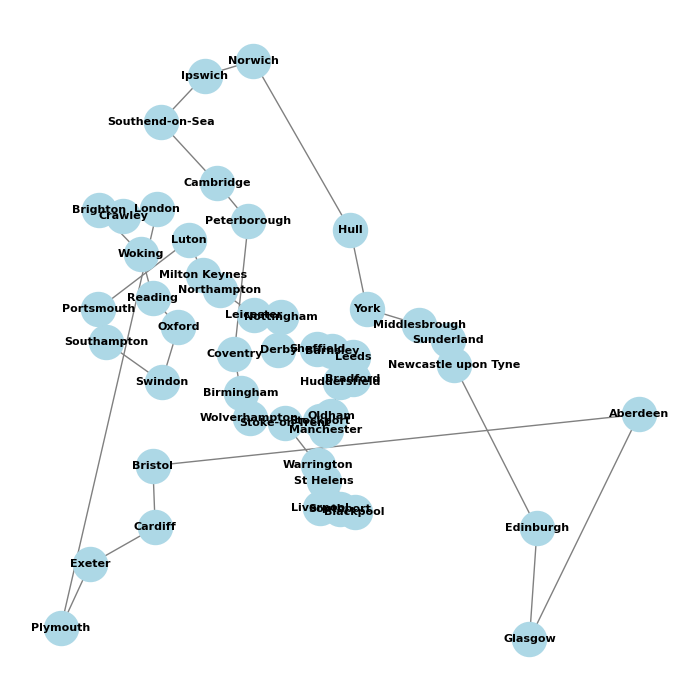 Norwich
Ipswich
Southend-on-Sea
Cambridge
Brighton
London
Crawley
Peterborough
Hull
Luton
Woking
Milton Keynes
Northampton
Reading
Portsmouth
York
Leicester
Nottingham
Middlesbrough
Oxford
Sunderland
Southampton
Derby
Sheffield
Barnsley
Coventry
Leeds
Newcastle upon Tyne
Swindon
Bradford
Huddersfield
Birmingham
Aberdeen
Wolverhampton
Oldham
Stockport
Stoke-on-Trent
Manchester
Bristol
Warrington
St Helens
Liverpool
Southport
Blackpool
Cardiff
Edinburgh
Exeter
Plymouth
Glasgow